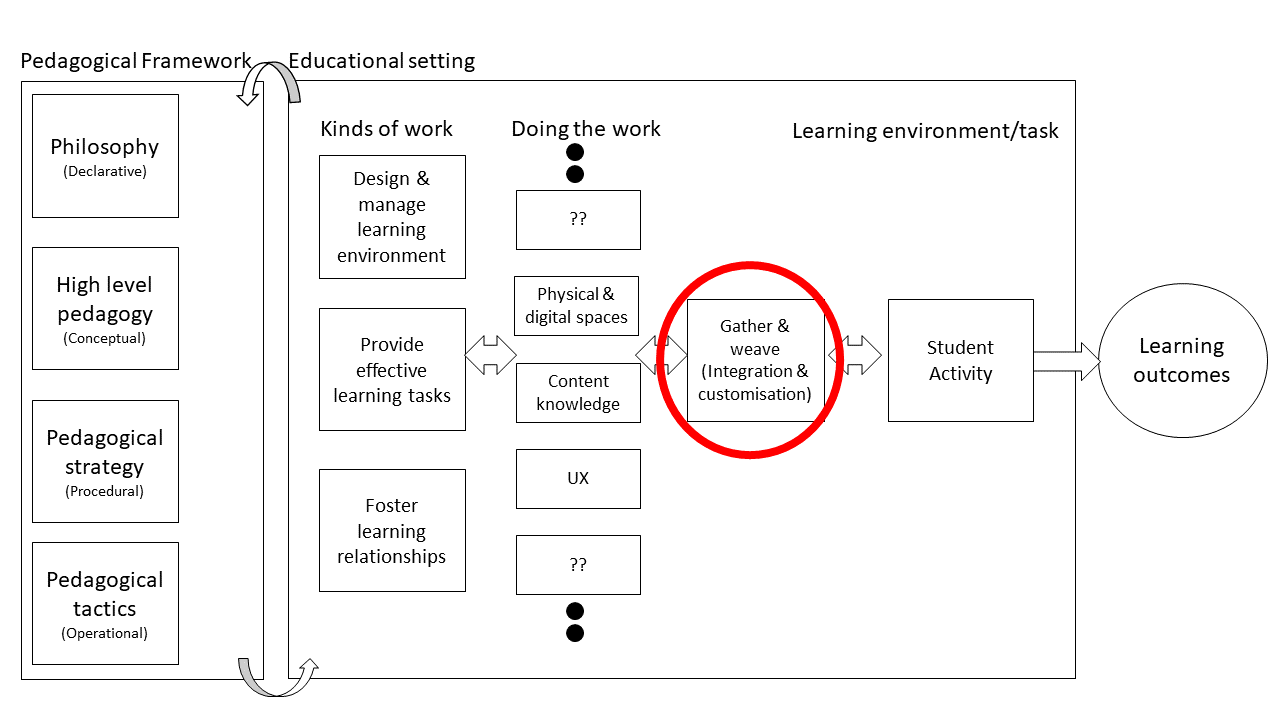 Pedagogical Framework
Educational setting
Philosophy
(Declarative)
High level
pedagogy
(Conceptual)
Pedagogical
strategy
(Procedural)
Pedagogical
tactics
(Operational)
Kinds of work
Design &
manage
learning
environment
Provide
effective
learning tasks
Foster
learning
relationships
Doing the work
??
Physical &
digital spaces
Content
knowledge
UX
??
Gather &
weave
(Integration &
customisation)
Learning environment/task
Student
Activity
Learning
outcomes